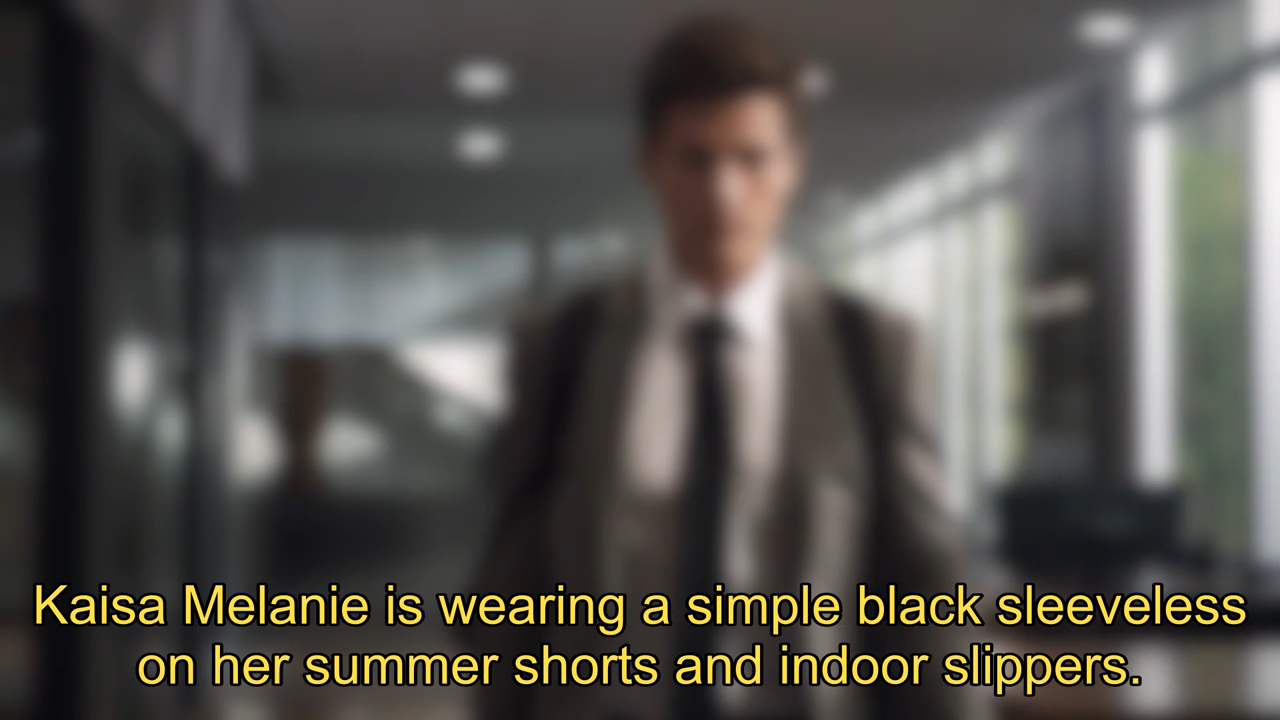 Kaisa Melanie is wearing a simple black sleeveless
on her summer shorts and indoor slippers.